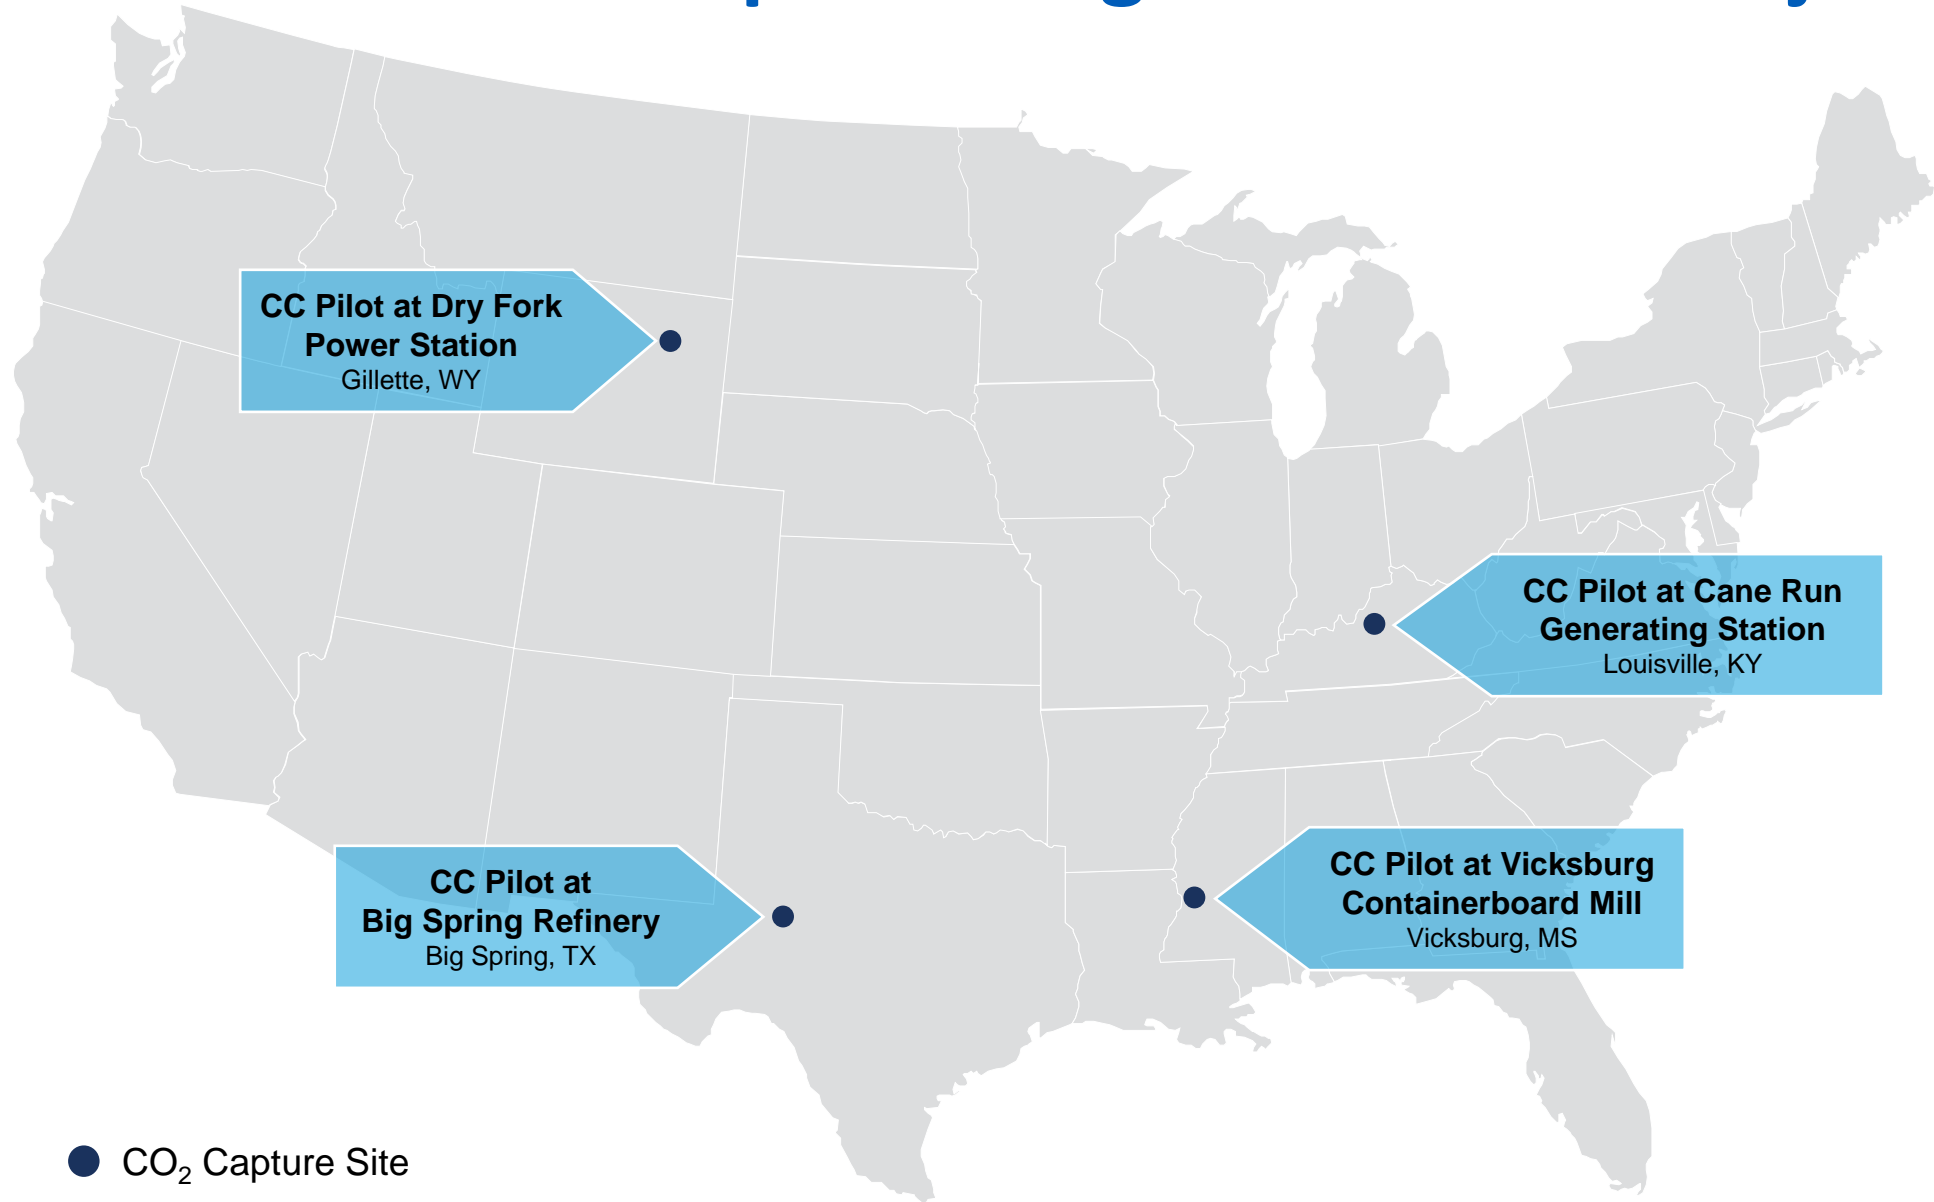 CC Pilot at Dry Fork
Power Station
Gillette, WY
CC Pilot at Cane Run
Generating Station
Louisville, KY
CC Pilot at
Big Spring Refinery
Big Spring, TX
CC Pilot at Vicksburg
Containerboard Mill
Vicksburg, MS
CO₂ Capture Site